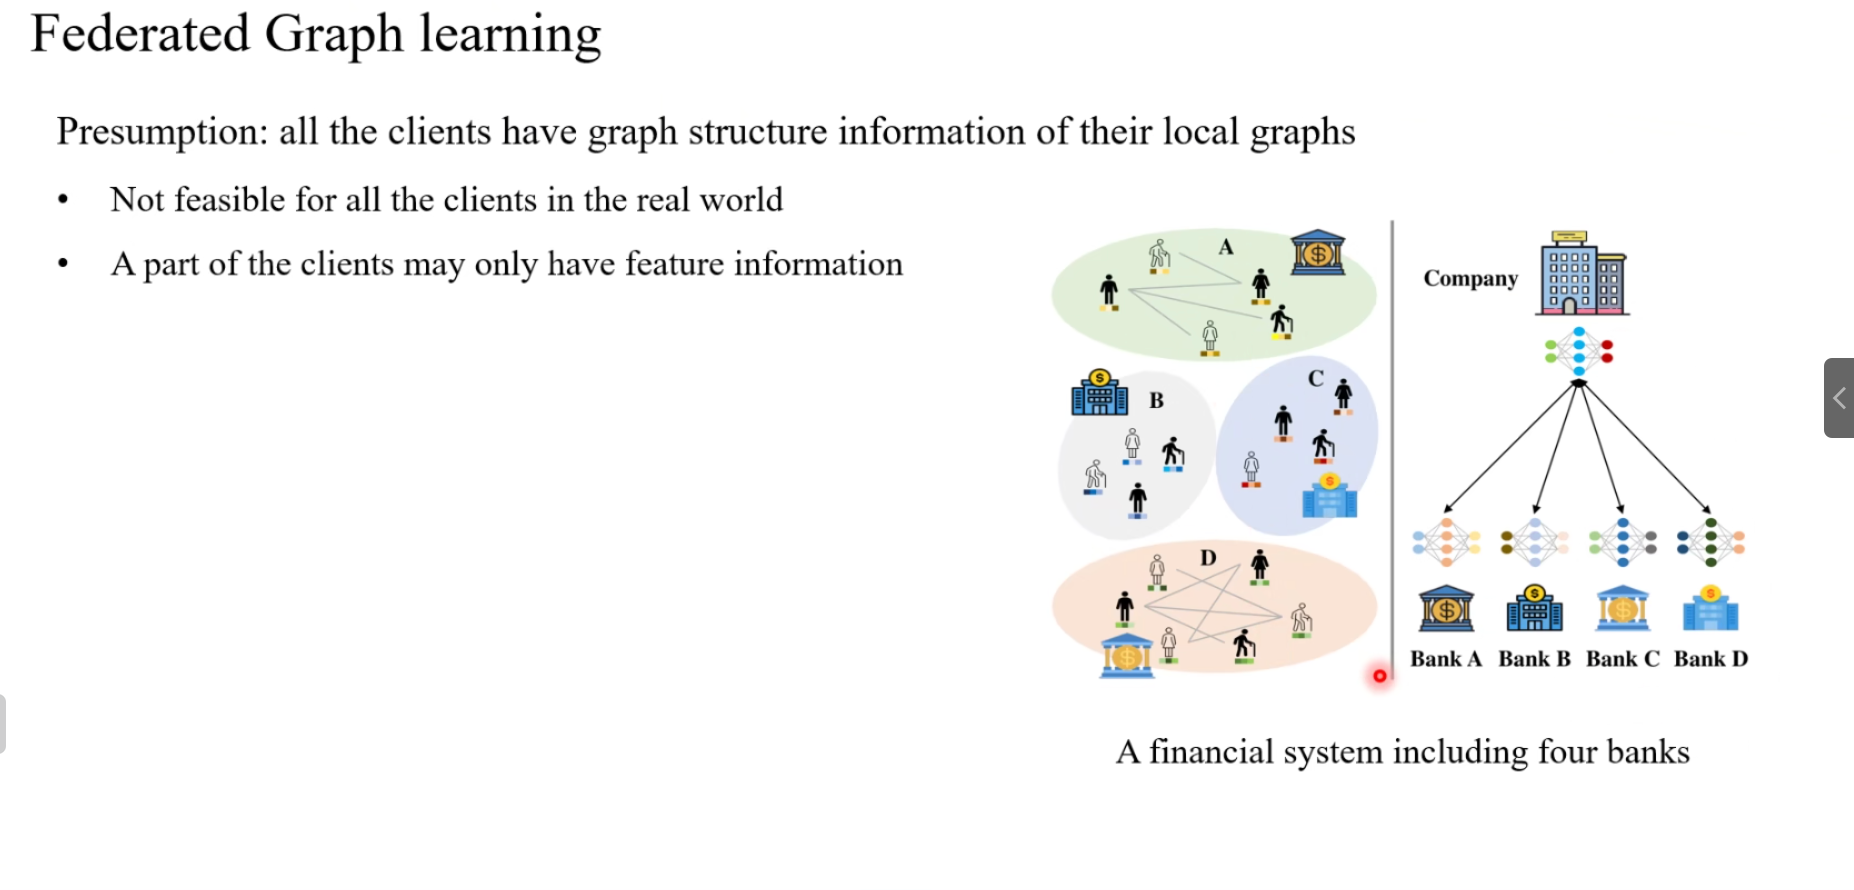 Federated Graph learning
Presumption: all the clients have graph structure information of their local graphs
• Not feasible for all the clients in the real world
• A part of the clients may only have feature information
A
B
C
D
Company
Bank A Bank B Bank C Bank D
A financial system including four banks